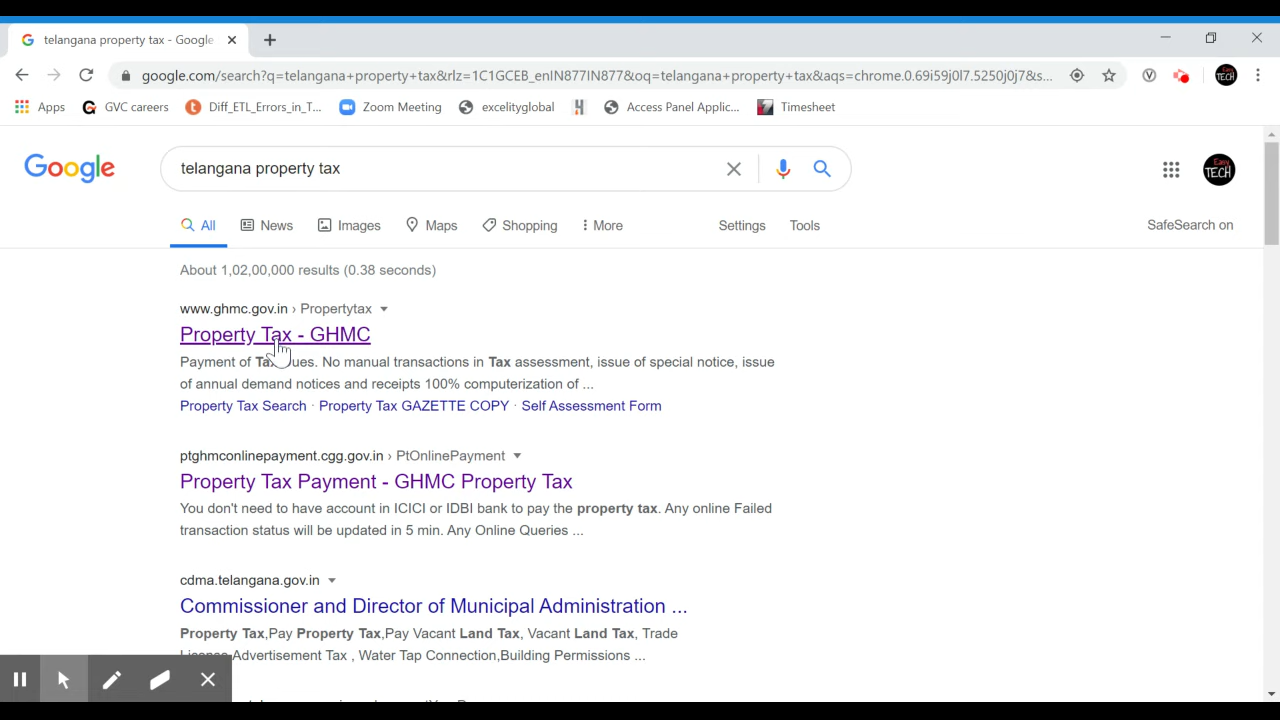 telangana property tax - Google
google.com/search?q=telangana+property+tax&rlz=1C1GCEB_enIN877IN877&oq=telangana+property+tax&aqs=chrome.0.69i59j0l7.5250j0j7&s...
Apps GVC careers Diff_ETL_Errors_in_T... Zoom Meeting excelityglobal Access Panel Applic... Timesheet
Google telangana property tax Easy TECH
All News Images Maps Shopping More Settings Tools SafeSearch on
About 1,02,00,000 results (0.38 seconds)
www.ghmc.gov.in › Propertytax
Property Tax - GHMC
Payment of Tax ues. No manual transactions in Tax assessment, issue of special notice, issue
of annual demand notices and receipts 100% computerization of ...
Property Tax Search · Property Tax GAZETTE COPY · Self Assessment Form
ptghmconlinepayment.cgg.gov.in › PtOnlinePayment
Property Tax Payment - GHMC Property Tax
You don't need to have account in ICICI or IDBI bank to pay the property tax. Any online Failed
transaction status will be updated in 5 min. Any Online Queries ...
cdma.telangana.gov.in
Commissioner and Director of Municipal Administration ...
Property Tax,Pay Property Tax,Pay Vacant Land Tax, Vacant Land Tax, Trade
License,Advertisement Tax , Water Tap Connection,Building Permissions ...